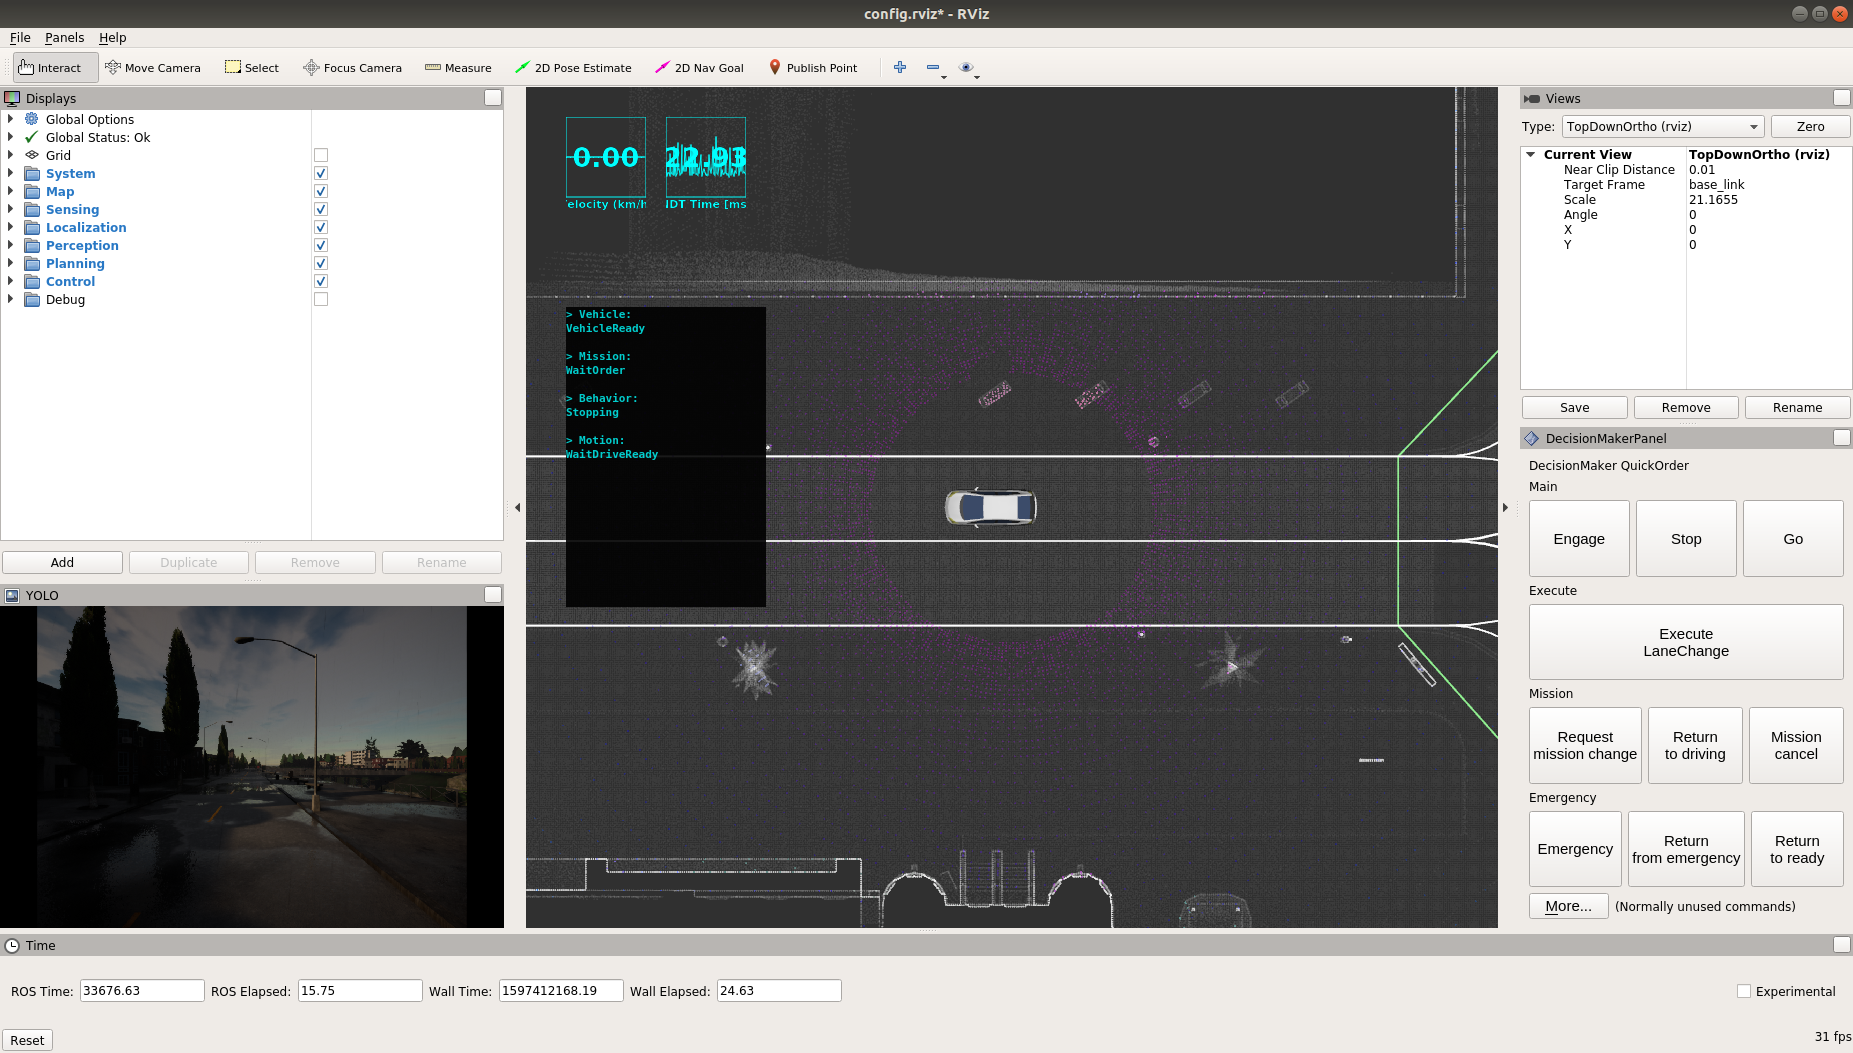 config.rviz* - RViz
File Panels Help
Interact Move Camera Select Focus Camera Measure 2D Pose Estimate 2D Nav Goal Publish Point
Displays
Global Options
Global Status: Ok
Grid
System
Map
Sensing
Localization
Perception
Planning
Control
Debug
Add Duplicate Remove Rename
YOLO
0.00 22.93
elocity (km/h IDT Time [ms
> Vehicle:
VehicleReady
> Mission:
WaitOrder
> Behavior:
Stopping
> Motion:
WaitDriveReady
Views
Type: TopDownOrtho (rviz) Zero
Current View TopDownOrtho (rviz)
Near Clip Distance 0.01
Target Frame base_link
Scale 21.1655
Angle 0
X 0
Y 0
Save Remove Rename
DecisionMakerPanel
DecisionMaker QuickOrder
Main
Engage Stop Go
Execute
Execute
LaneChange
Mission
Request
mission change
Return
to driving
Mission
cancel
Emergency
Emergency
Return
from emergency
Return
to ready
More... (Normally unused commands)
Time
ROS Time: 33676.63 ROS Elapsed: 15.75 Wall Time: 1597412168.19 Wall Elapsed: 24.63 Experimental
Reset 31 fps